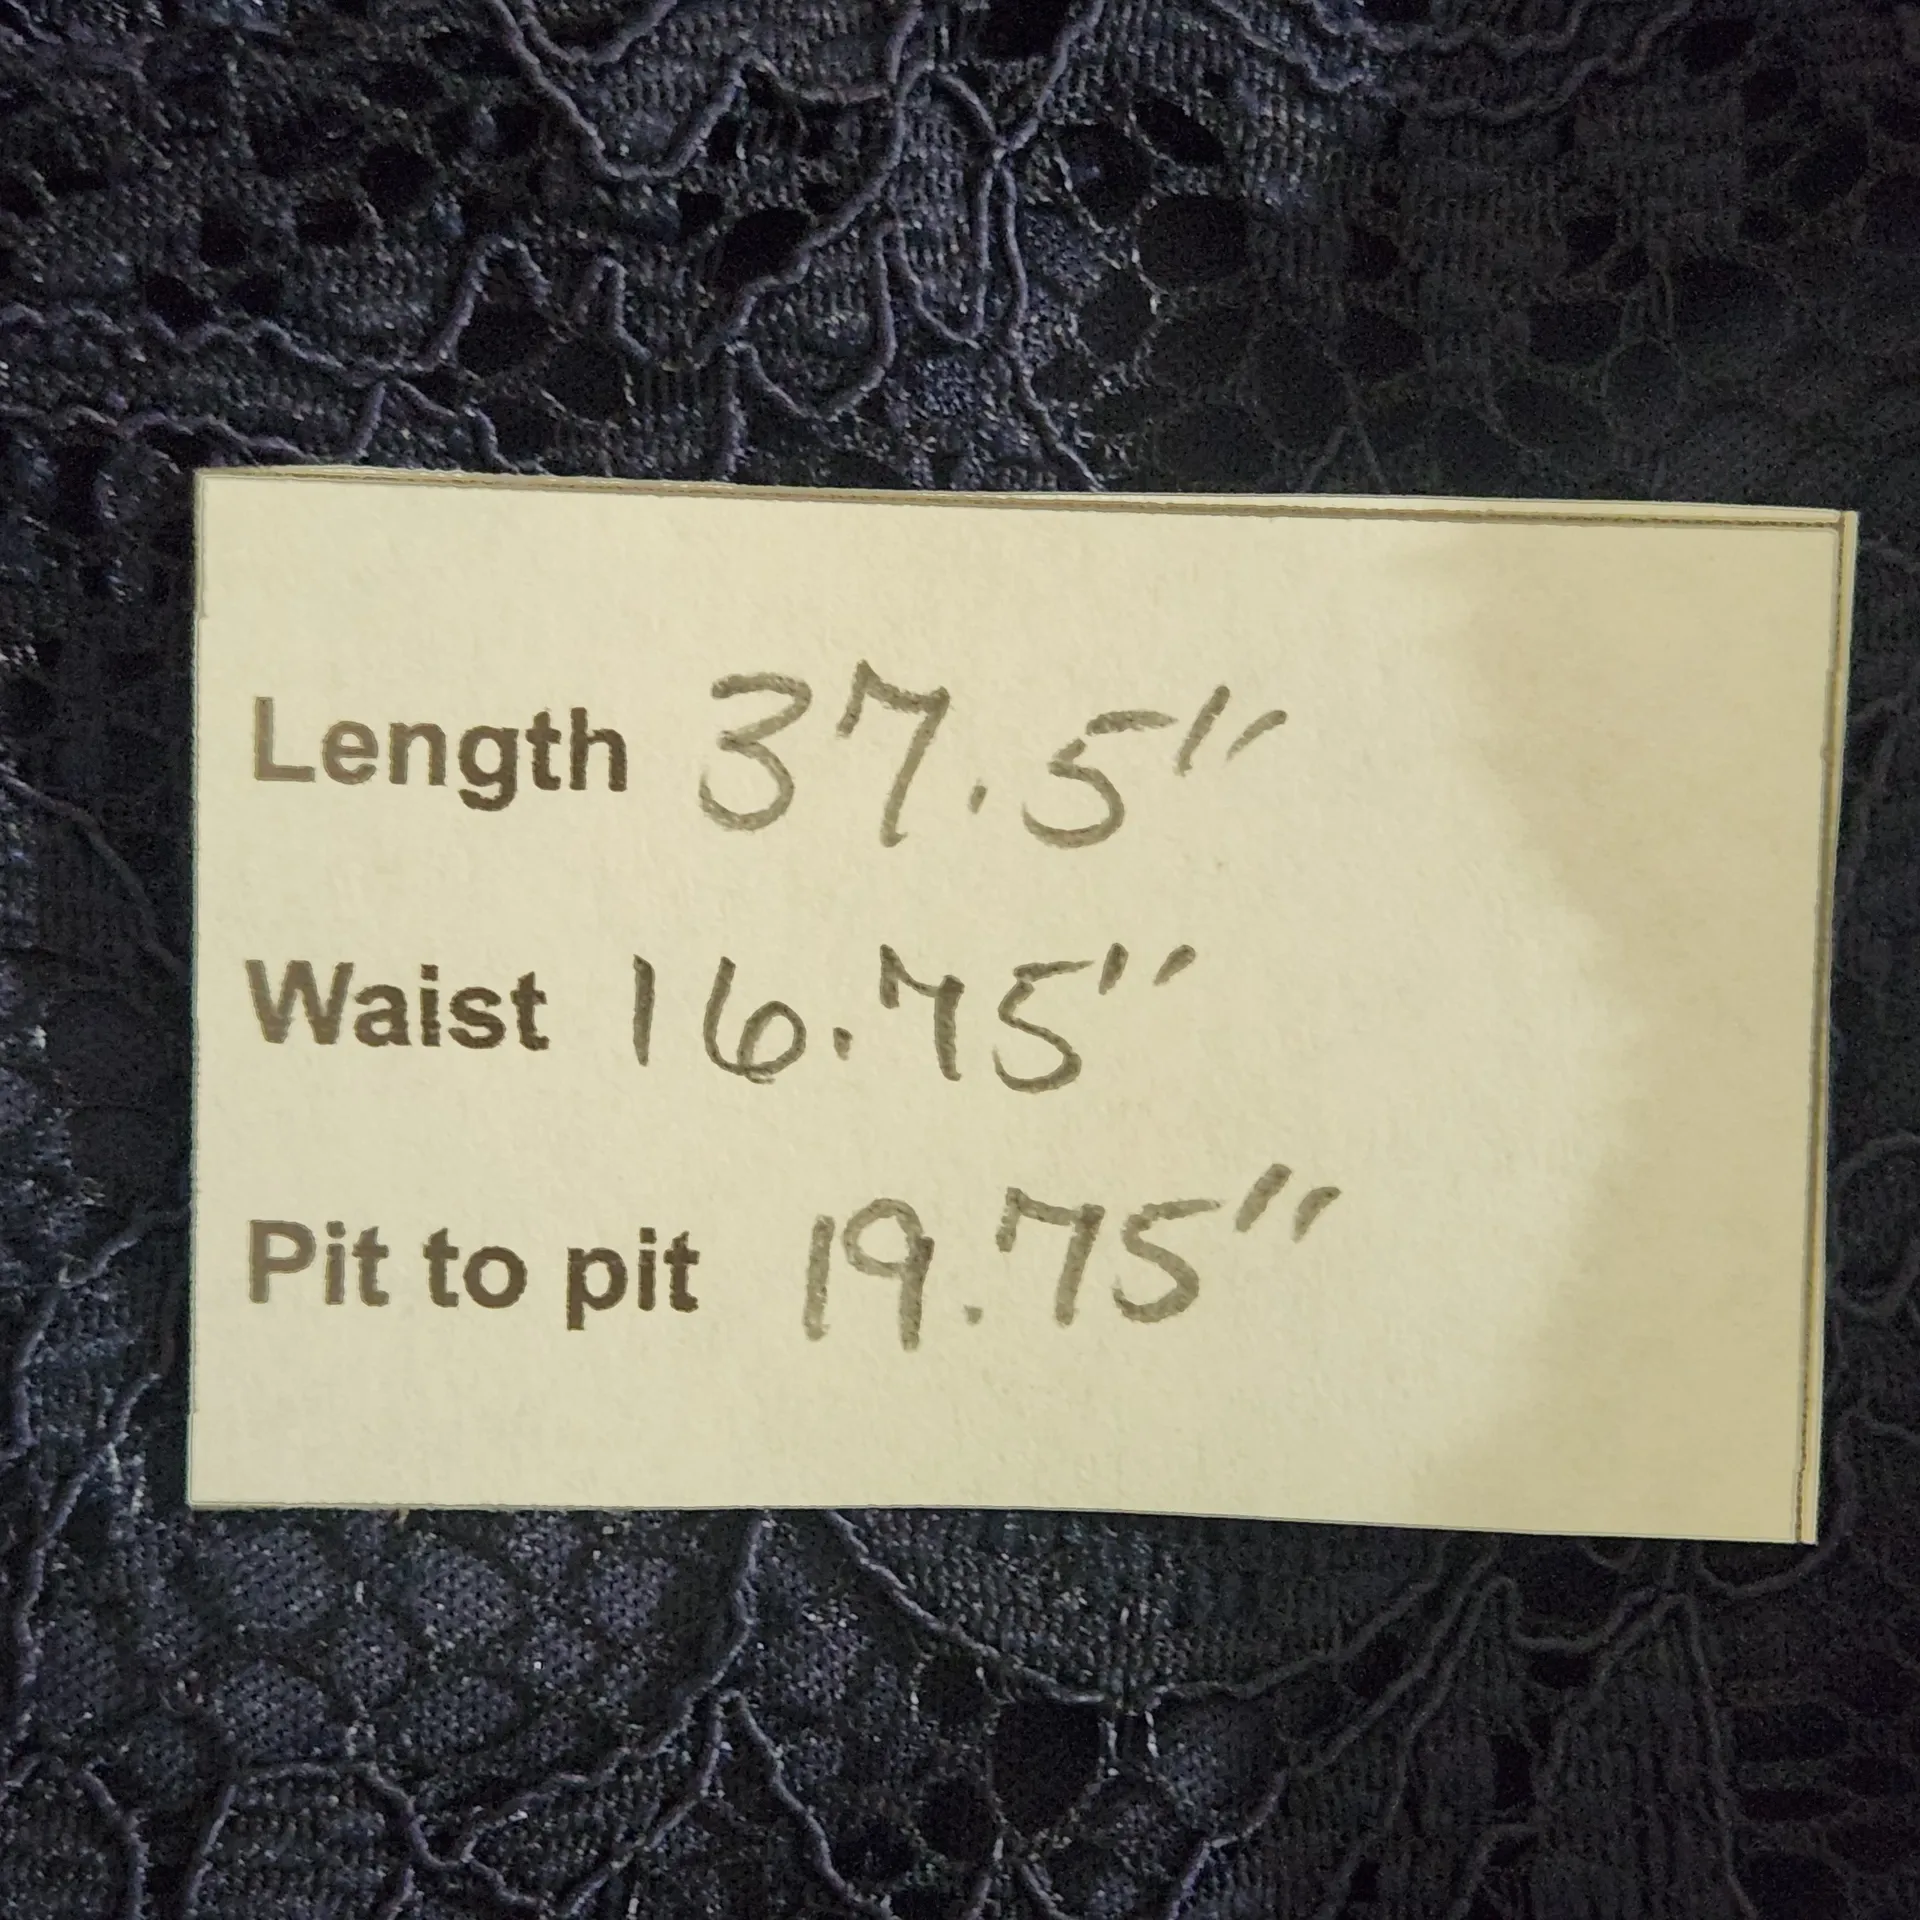 Length 37.5"
Waist 16.75"
Pit to pit 19.75"